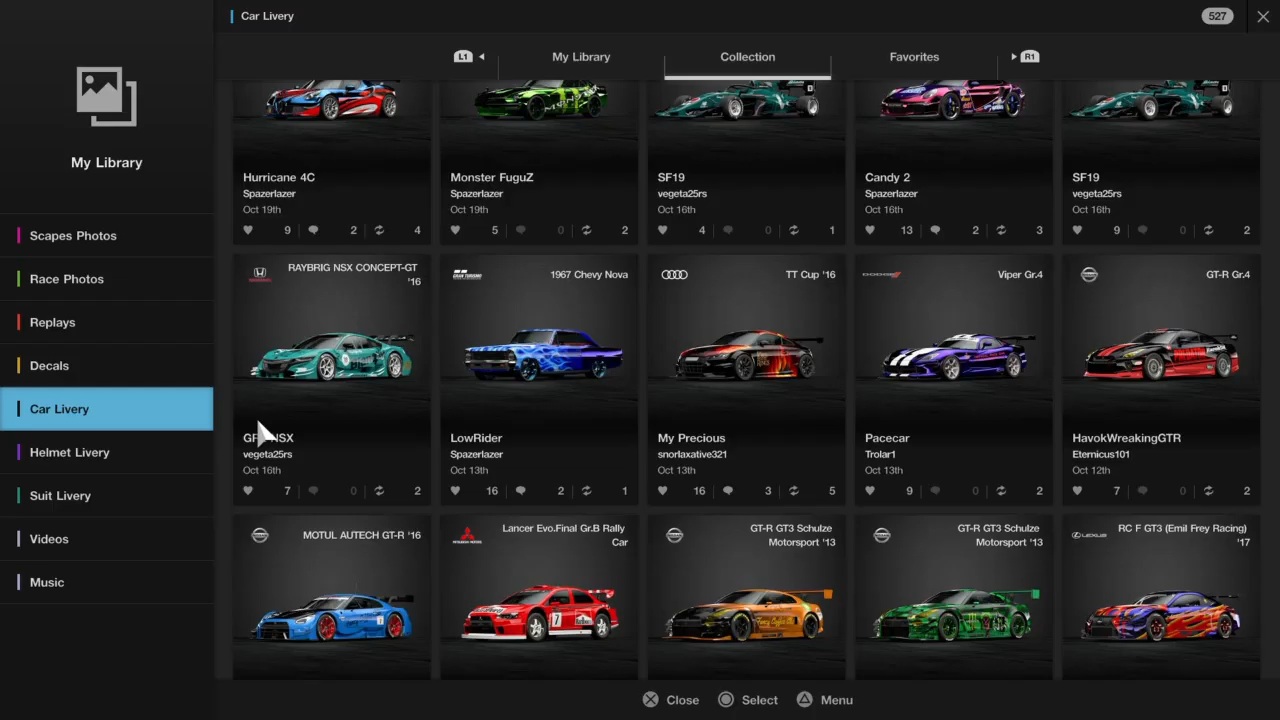 Car Livery
527
L1
My Library
Collection
Favorites
R1
My Library
Scapes Photos
Race Photos
Replays
Decals
Car Livery
Helmet Livery
Suit Livery
Videos
Music
Hurricane 4C
Spazerlazer
Oct 19th
9 2 4
Monster FuguZ
Spazerlazer
Oct 19th
5 0 2
SF19
vegeta25rs
Oct 16th
4 0 1
Candy 2
Spazerlazer
Oct 16th
13 2 3
SF19
vegeta25rs
Oct 16th
9 0 2
RAYBRIG NSX CONCEPT-GT
'16
NSX
vegeta25rs
Oct 16th
7 0 2
1967 Chevy Nova
LowRider
Spazerlazer
Oct 13th
16 2 1
TT Cup '16
My Precious
snorlaxative321
Oct 13th
16 3 5
Viper Gr.4
Pacecar
Trolar1
Oct 13th
9 0 2
GT-R Gr.4
HavokWreakingGTR
Eternicus101
Oct 12th
7 0 2
MOTUL AUTECH GT-R '16
Lancer Evo.Final Gr.B Rally
Car
7
GT-R GT3 Schulze
Motorsport '13
GT-R GT3 Schulze
Motorsport '13
LEXUS
RC F GT3 (Emil Frey Racing)
'17
Close
Select
Menu